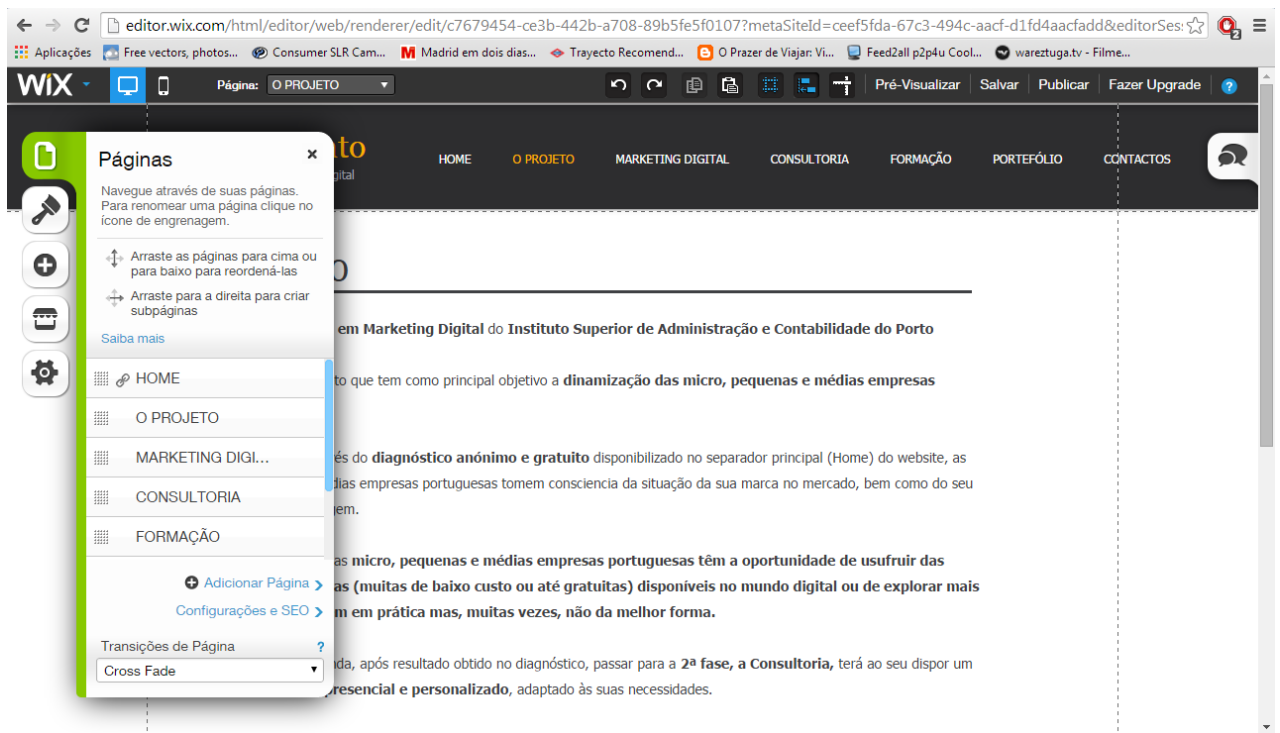 editor.wix.com/html/editor/web/renderer/edit/c7679454-ce3b-442b-a708-89b5fe5f0107?metaSiteId=ceef5fda-67c3-494c-aacf-d1fd4aacfadd&editorSes
Aplicações Free vectors, photos... Consumer SLR Cam... Madrid em dois dias... Trayecto Recomend... O Prazer de Viajar: Vi... Feed2all p2p4u Cool... wareztuga.tv - Filme...
WiX Página: O PROJETO Pré-Visualizar Salvar Publicar Fazer Upgrade ?
to
gital
HOME O PROJETO MARKETING DIGITAL CONSULTORIA FORMAÇÃO PORTEFÓLIO CONTACTOS
Páginas ×
Navegue através de suas páginas.
Para renomear uma página clique no
ícone de engrenagem.
Arraste as páginas para cima ou
para baixo para reordená-las
Arraste para a direita para criar
subpáginas
Saiba mais
HOME
O PROJETO
MARKETING DIGI...
CONSULTORIA
FORMAÇÃO
Adicionar Página
Configurações e SEO
Transições de Página ?
Cross Fade
O
em Marketing Digital do Instituto Superior de Administração e Contabilidade do Porto
to que tem como principal objetivo a dinamização das micro, pequenas e médias empresas
és do diagnóstico anónimo e gratuito disponibilizado no separador principal (Home) do website, as
dias empresas portuguesas tomem consciencia da situação da sua marca no mercado, bem como do seu
gem.
as micro, pequenas e médias empresas portuguesas têm a oportunidade de usufruir das
as (muitas de baixo custo ou até gratuitas) disponíveis no mundo digital ou de explorar mais
m em prática mas, muitas vezes, não da melhor forma.
nda, após resultado obtido no diagnóstico, passar para a 2ª fase, a Consultoria, terá ao seu dispor um
presencial e personalizado, adaptado às suas necessidades.